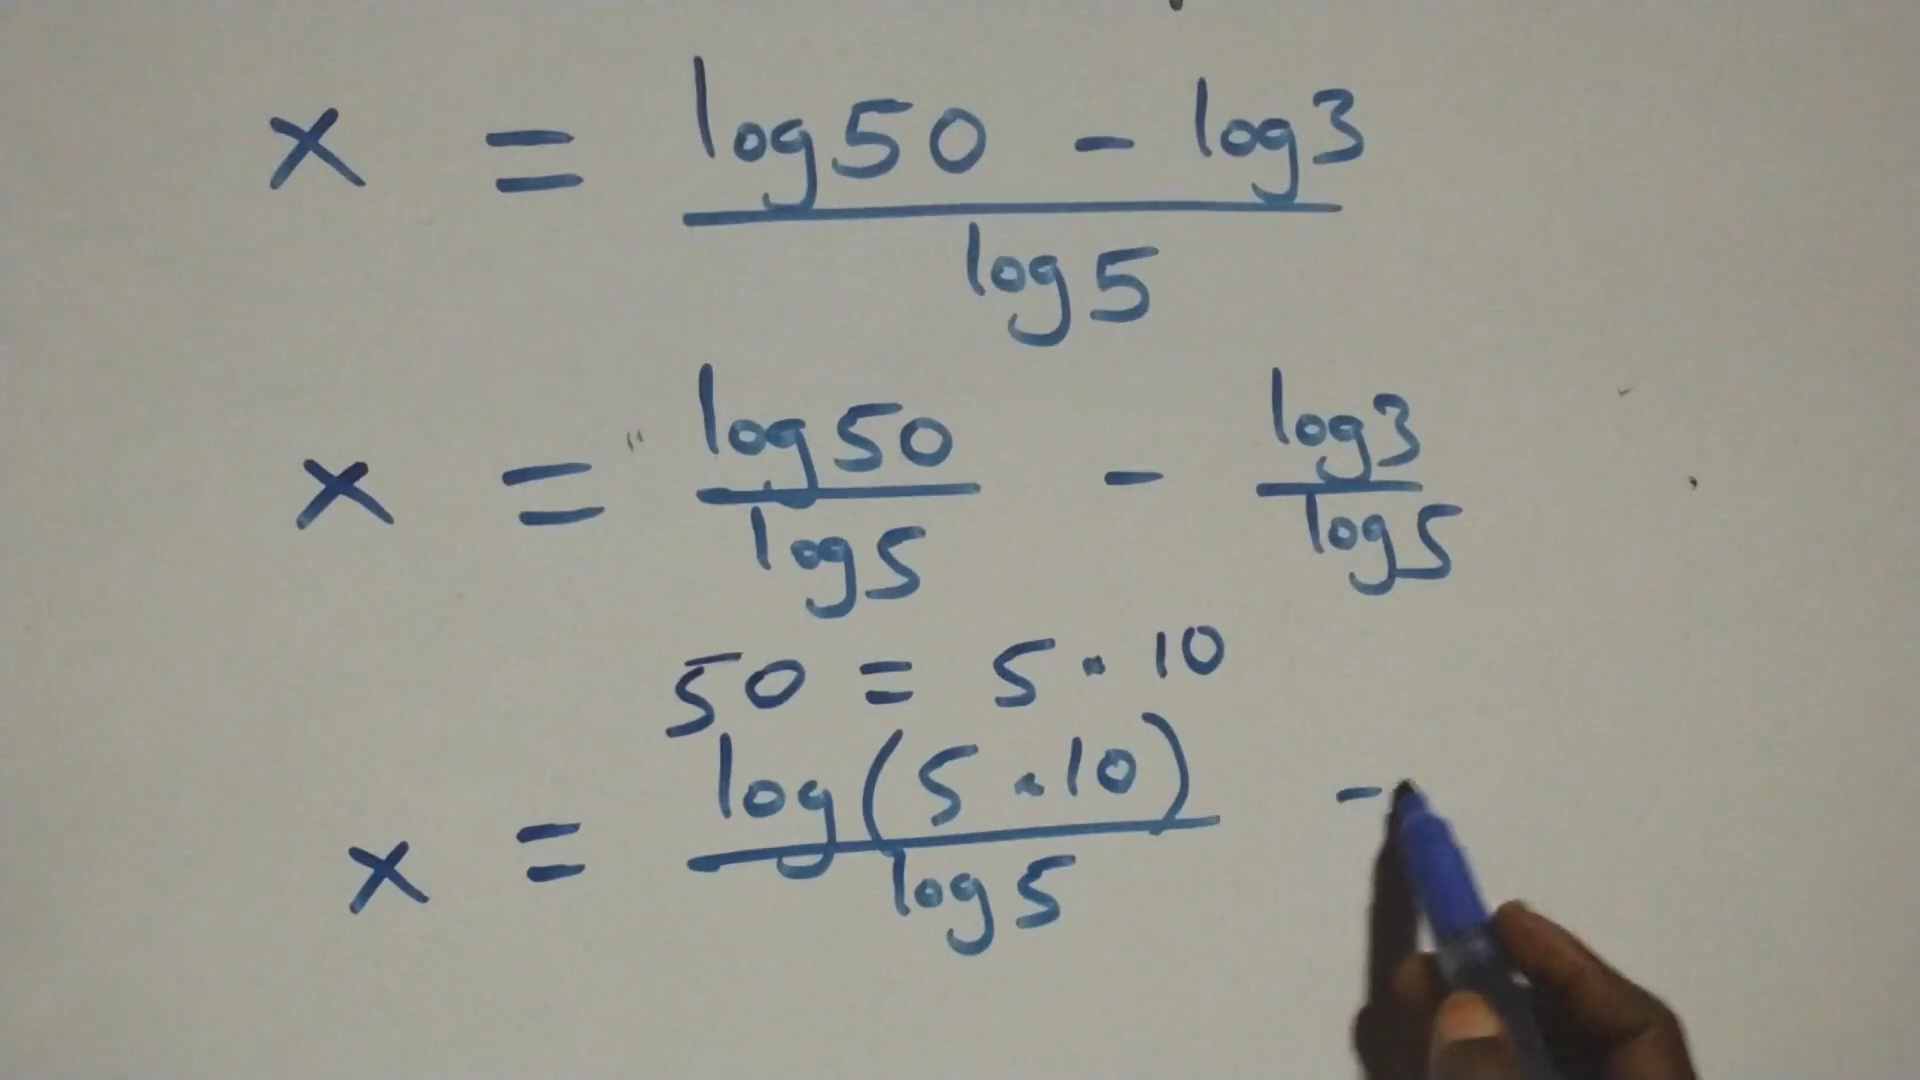 x = (log50 - log3) / log5
x = log50 / log5 - log3 / log5
50 = 5 · 10
x = log(5 · 10) / log5 -